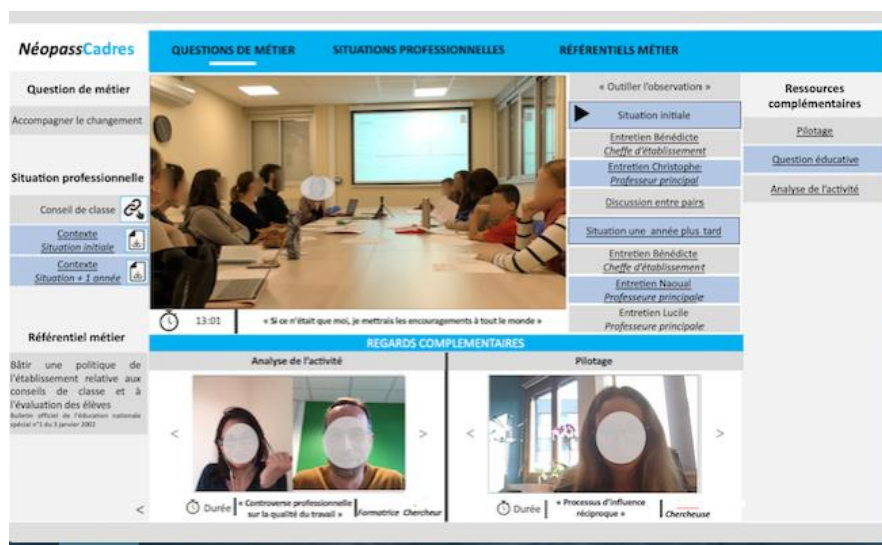 NéopassCadres
QUESTIONS DE MÉTIER
SITUATIONS PROFESSIONNELLES
RÉFÉRENTIELS MÉTIER
Question de métier
Accompagner le changement
Situation professionnelle
Conseil de classe
Contexte
Situation initiale
Contexte
Situation + 1 année
Référentiel métier
Bâtir une politique de
l'établissement relative aux
conseils de classe et à
l'évaluation des élèves
Bulletin officiel de l'éducation nationale
spécial n°1 du 3 janvier 2002
<
13:01
« Si ce n'était que moi, je mettrais les encouragements à tout le monde »
« Outiller l'observation »
Situation initiale
Entretien Bénédicte
Cheffe d'établissement
Entretien Christophe
Professeur principal
Discussion entre pairs
Situation une année plus tard
Entretien Bénédicte
Cheffe d'établissement
Entretien Naoual
Professeure principale
Entretien Lucile
Professeure principale
Ressources
complémentaires
Pilotage
Question éducative
Analyse de l'activité
REGARDS COMPLEMENTAIRES
Analyse de l'activité
< >
Durée
« Controverse professionnelle
sur la qualité du travail »
Formatrice Chercheur
Pilotage
< >
Durée
« Processus d'influence
réciproque »
Chercheuse